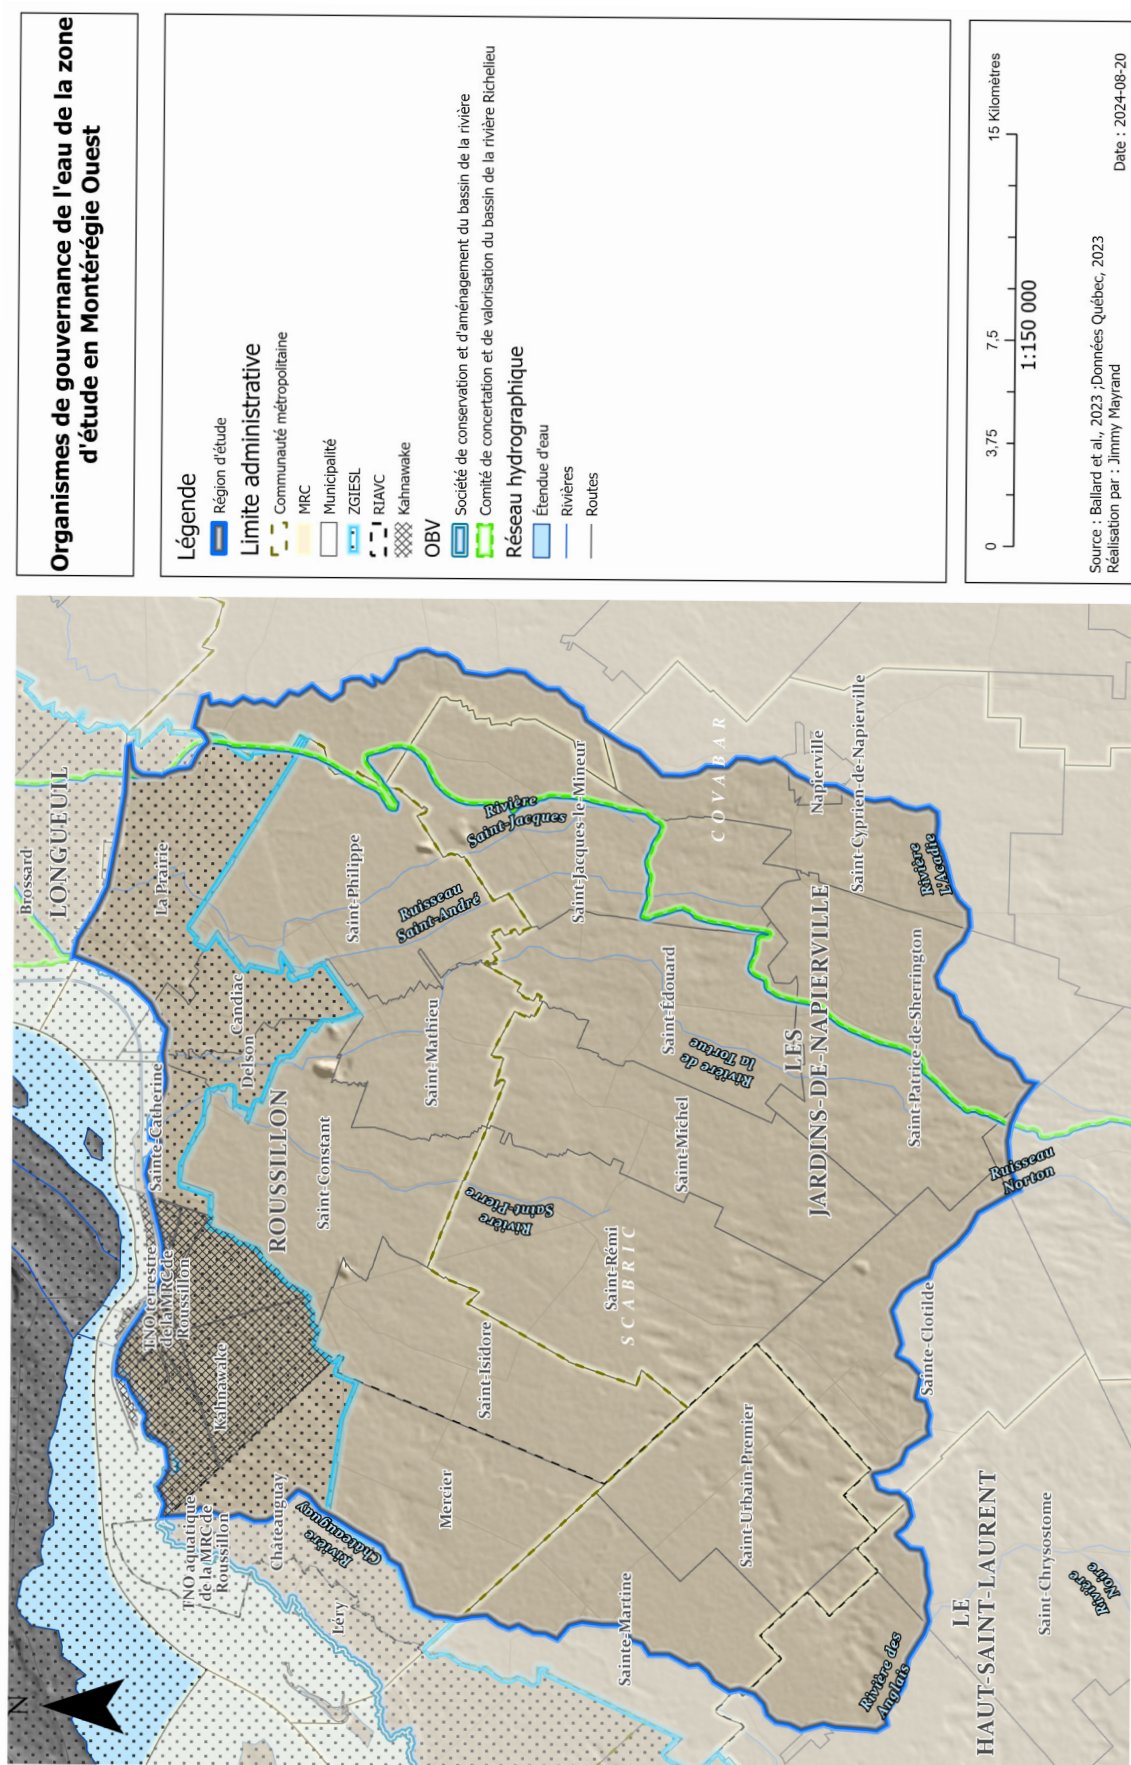 Organismes de gouvernance de l'eau de la zone
d'étude en Montérégie Ouest
Légende
Région d'étude
Limite administrative
Communauté métropolitaine
MRC
Municipalité
ZGIESL
RIAVC
Kahnawake
OBV
Société de conservation et d'aménagement du bassin de la rivière
Comité de concertation et de valorisation du bassin de la rivière Richelieu
Réseau hydrographique
Étendue d'eau
Rivières
Routes
0
3,75
7,5
15 Kilomètres
1:150 000
Source : Ballard et al., 2023 ;Données Québec, 2023
Réalisation par : Jimmy Mayrand
Date : 2024-08-20
N
Brossard
LONGUEUIL
La Prairie
Candiac
Delson
Sainte-Catherine
TNO terrestre
de la MRC de
Roussillon
Kahnawake
TNO aquatique
de la MRC de
Roussillon
Châteauguay
Rivière
Châteauguay
Léry
ROUSSILLON
Saint-Constant
Saint-Philippe
Ruisseau
Saint-André
Saint-Mathieu
Rivière
Saint-Jacques
Saint-Jacques-le-Mineur
Mercier
Saint-Isidore
Rivière
Saint-Pierre
Saint-Rémi
SCABRIC
Saint-Michel
Saint-Édouard
Rivière de
la Tortue
COVABAR
Napierville
Saint-Cyprien-de-Napierville
LES
JARDINS-DE-NAPIERVILLE
Rivière
l'Acadie
Saint-Patrice-de-Sherrington
Ruisseau
Norton
Sainte-Clotilde
Saint-Urbain-Premier
Sainte-Martine
Rivière des
Anglais
LE
HAUT-SAINT-LAURENT
Saint-Chrysostome
Rivière
Noire